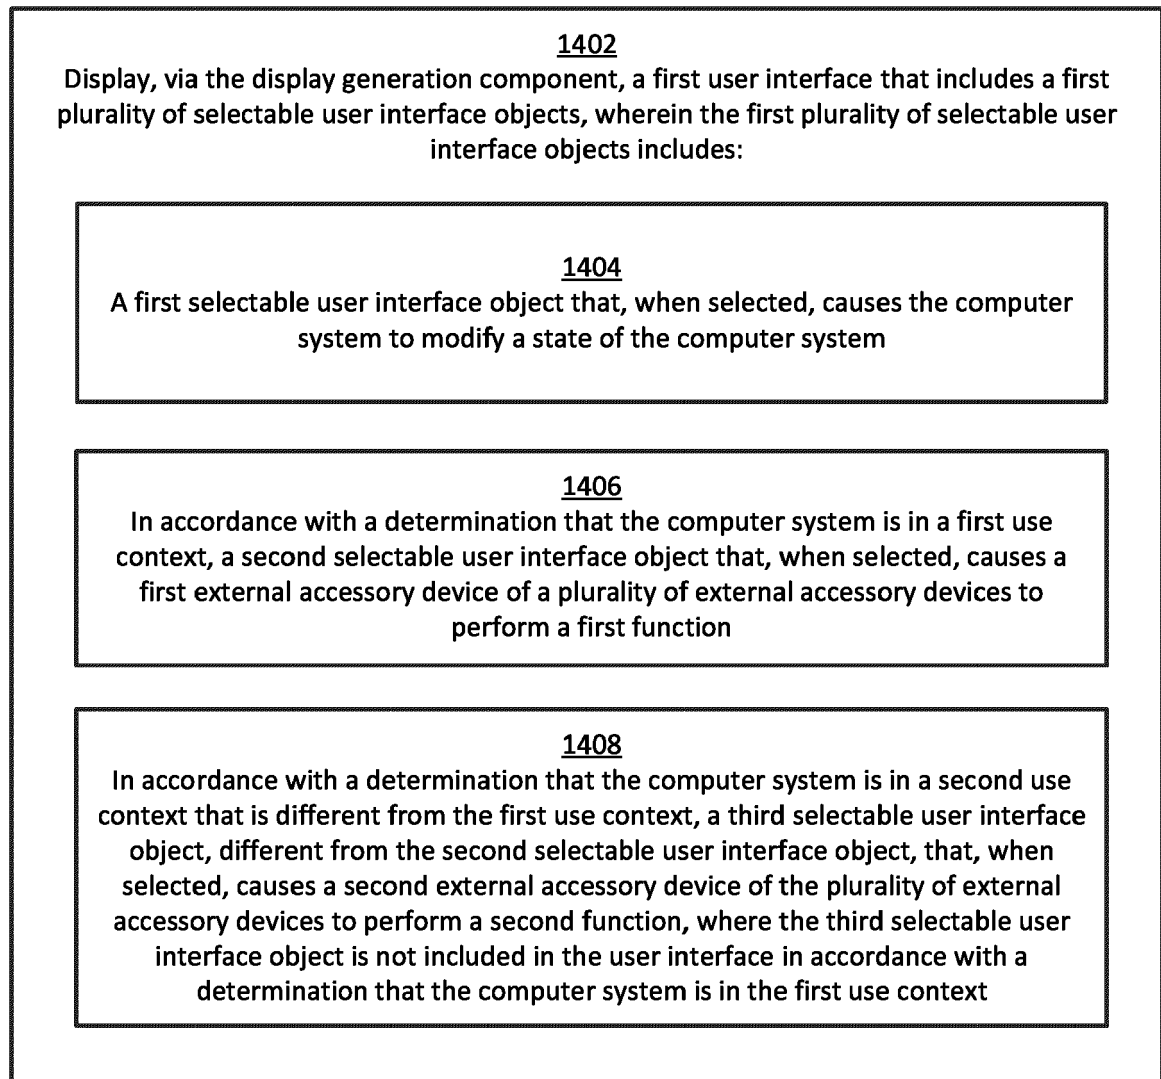 1402
Display, via the display generation component, a first user interface that includes a first
plurality of selectable user interface objects, wherein the first plurality of selectable user
interface objects includes:
1404
A first selectable user interface object that, when selected, causes the computer
system to modify a state of the computer system
1406
In accordance with a determination that the computer system is in a first use
context, a second selectable user interface object that, when selected, causes a
first external accessory device of a plurality of external accessory devices to
perform a first function
1408
In accordance with a determination that the computer system is in a second use
context that is different from the first use context, a third selectable user interface
object, different from the second selectable user interface object, that, when
selected, causes a second external accessory device of the plurality of external
accessory devices to perform a second function, where the third selectable user
interface object is not included in the user interface in accordance with a
determination that the computer system is in the first use context